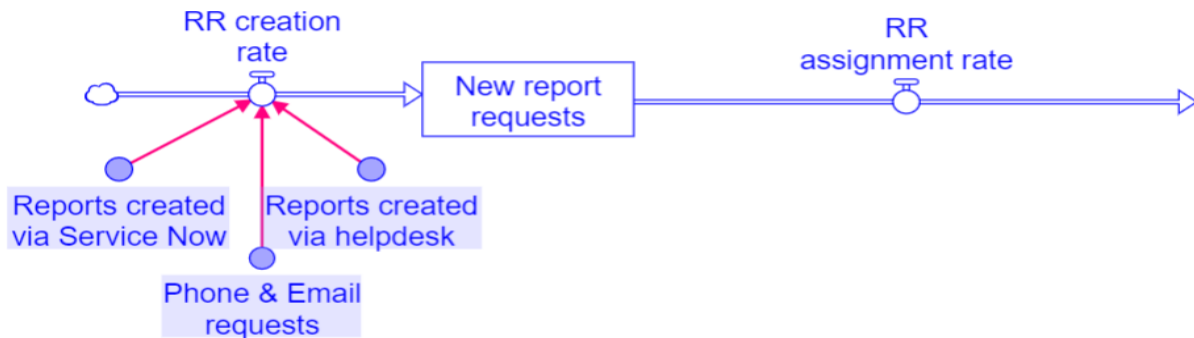 RR creation
rate
RR
assignment rate
New report
requests
Reports created
via Service Now
Reports created
via helpdesk
Phone & Email
requests